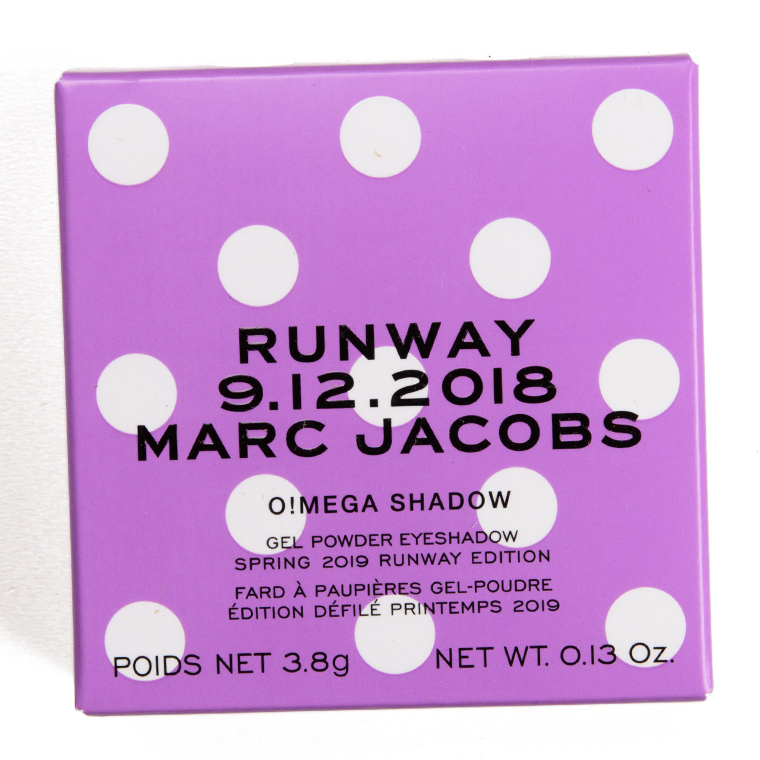 RUNWAY
9.12.2018
MARC JACOBS
O!MEGA SHADOW
GEL POWDER EYESHADOW
SPRING 2019 RUNWAY EDITION
FARD À PAUPIÈRES GEL-POUDRE
ÉDITION DÉFILÉ PRINTEMPS 2019
POIDS NET 3.8g NET WT. 0.13 Oz.